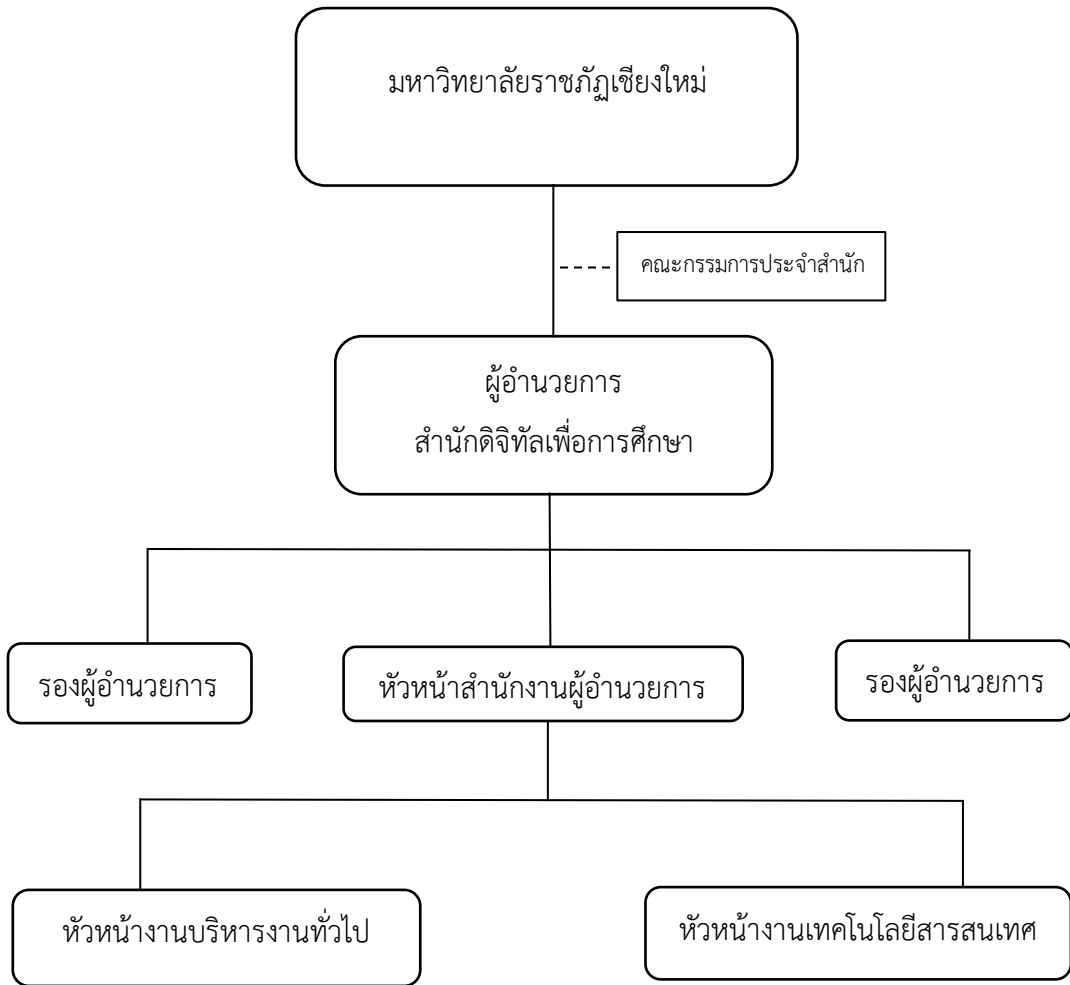 มหาวิทยาลัยราชภัฏเชียงใหม่
คณะกรรมการประจำสำนัก
ผู้อำนวยการ
สำนักดิจิทัลเพื่อการศึกษา
รองผู้อำนวยการ
หัวหน้าสำนักงานผู้อำนวยการ
รองผู้อำนวยการ
หัวหน้างานบริหารงานทั่วไป
หัวหน้างานเทคโนโลยีสารสนเทศ